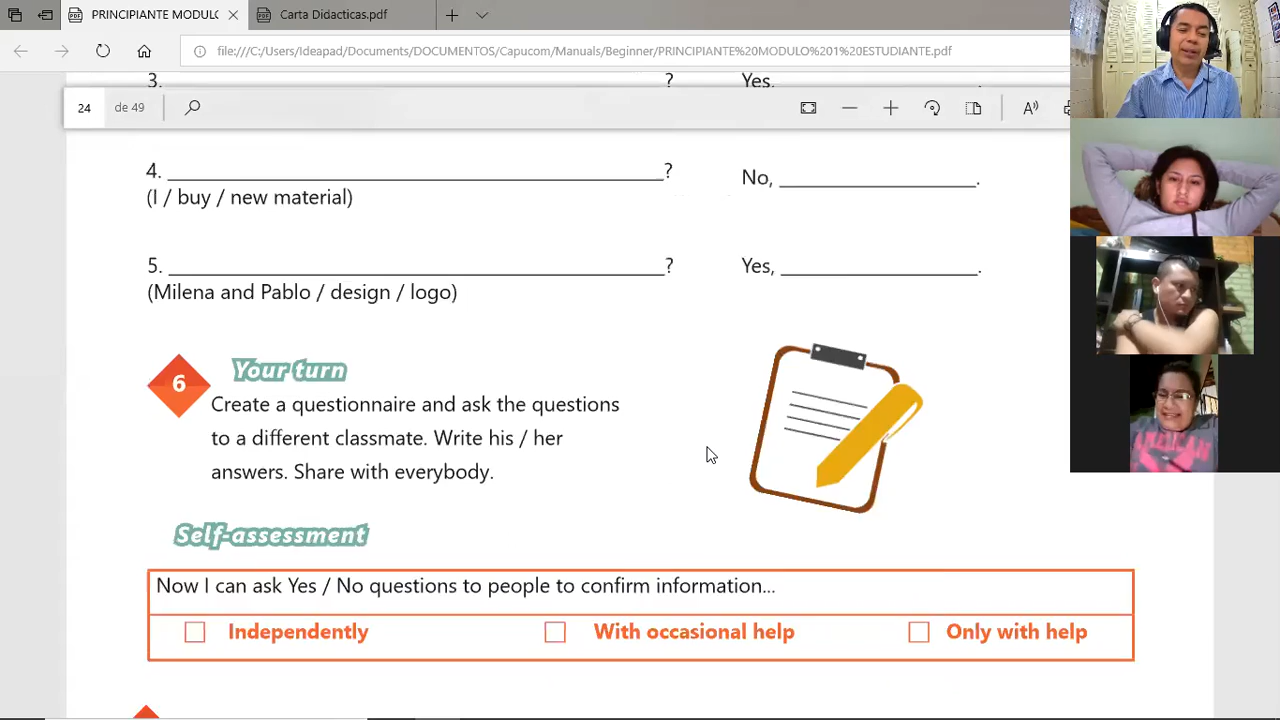 PRINCIPIANTE MODULO
Carta Didacticas.pdf
file:///C:/Users/Ideapad/Documents/DOCUMENTOS/Capucom/Manuals/Beginner/PRINCIPIANTE%20MODULO%201%20ESTUDIANTE.pdf
3. ? Yes,
24 de 49
4. ? No, .
(I / buy / new material)
5. ? Yes, .
(Milena and Pablo / design / logo)
6 Your turn
Create a questionnaire and ask the questions
to a different classmate. Write his / her
answers. Share with everybody.
Self-assessment
Now I can ask Yes / No questions to people to confirm information...
Independently With occasional help Only with help